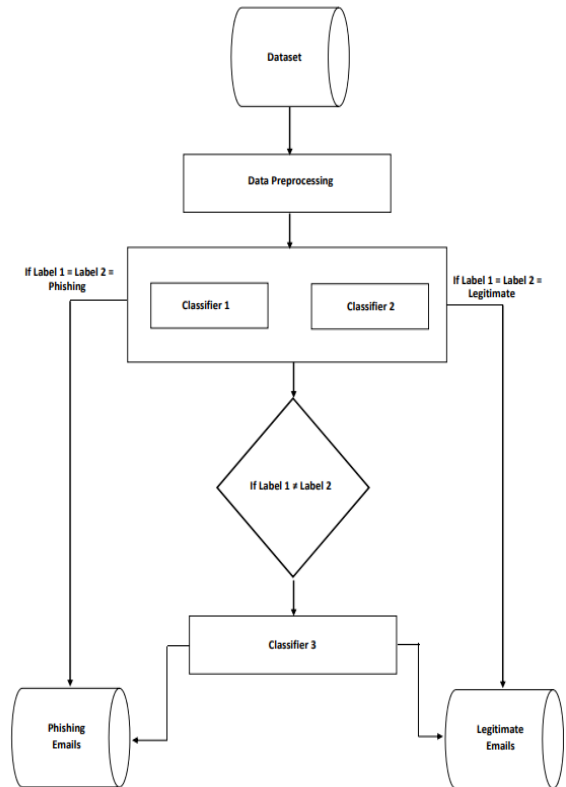 Dataset
Data Preprocessing
If Label 1 = Label 2 =
Phishing
If Label 1 = Label 2 =
Legitimate
Classifier 1
Classifier 2
If Label 1 ≠ Label 2
Classifier 3
Phishing
Emails
Legitimate
Emails